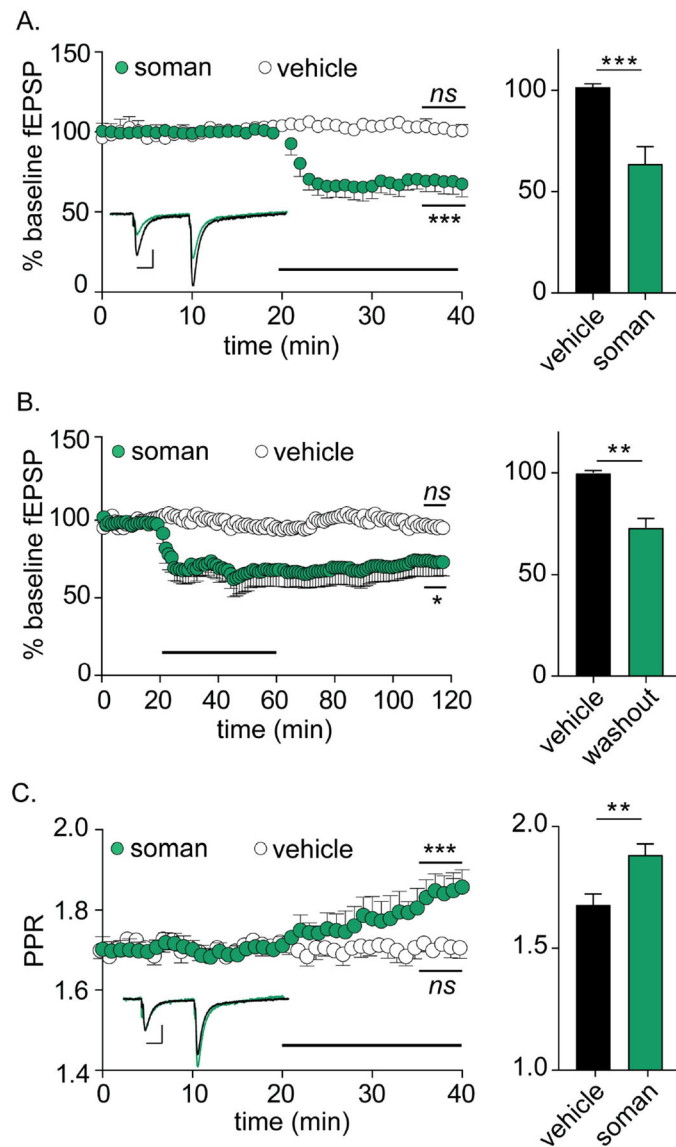 A.
soman vehicle
% baseline fEPSP
150
100
50
0
ns
***
0 10 20 30 40
time (min)
***
100
50
0
vehicle soman
B.
soman vehicle
% baseline fEPSP
150
100
50
0
ns
*
0 20 40 60 80 100 120
time (min)
**
100
50
0
vehicle washout
C.
soman vehicle
PPR
2.0
1.8
1.6
1.4
***
ns
0 10 20 30 40
time (min)
**
2.0
1.5
1.0
vehicle soman